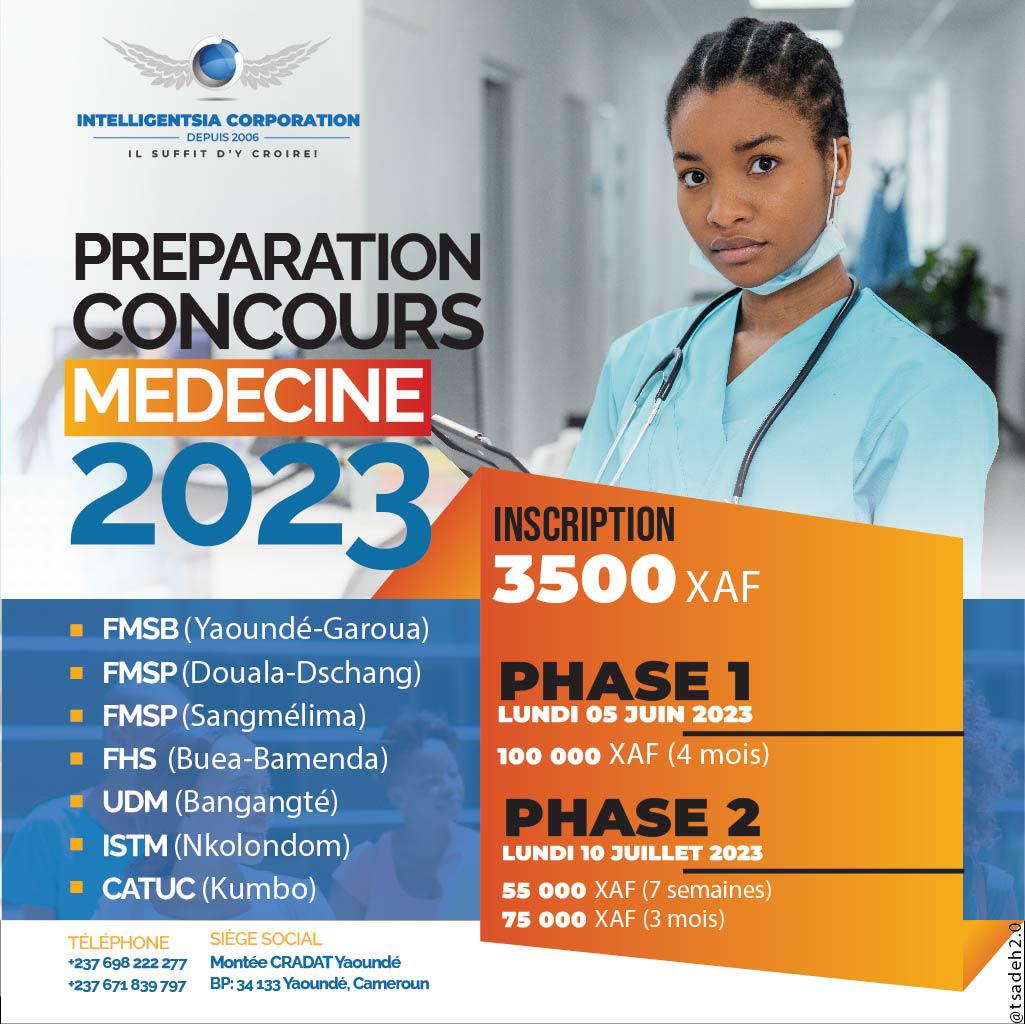 INTELLIGENTSIA CORPORATION
DEPUIS 2006
IL SUFFIT D'Y CROIRE!
PREPARATION
CONCOURS
MEDECINE
2023
INSCRIPTION
3500 XAF
PHASE 1
LUNDI 05 JUIN 2023
100 000 XAF (4 mois)
PHASE 2
LUNDI 10 JUILLET 2023
55 000 XAF (7 semaines)
75 000 XAF (3 mois)
FMSB (Yaoundé-Garoua)
FMSP (Douala-Dschang)
FMSP (Sangmélima)
FHS (Buea-Bamenda)
UDM (Bangangté)
ISTM (Nkolondom)
CATUC (Kumbo)
TÉLÉPHONE
+237 698 222 277
+237 671 839 797
SIÈGE SOCIAL
Montée CRADAT Yaoundé
BP: 34 133 Yaoundé, Cameroun
@tsadeh2.0